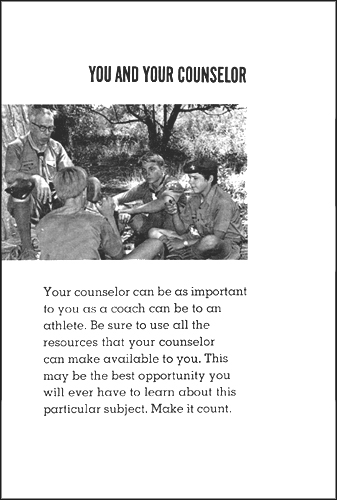 YOU AND YOUR COUNSELOR
Your counselor can be as important
to you as a coach can be to an
athlete. Be sure to use all the
resources that your counselor
can make available to you. This
may be the best opportunity you
will ever have to learn about this
particular subject. Make it count.